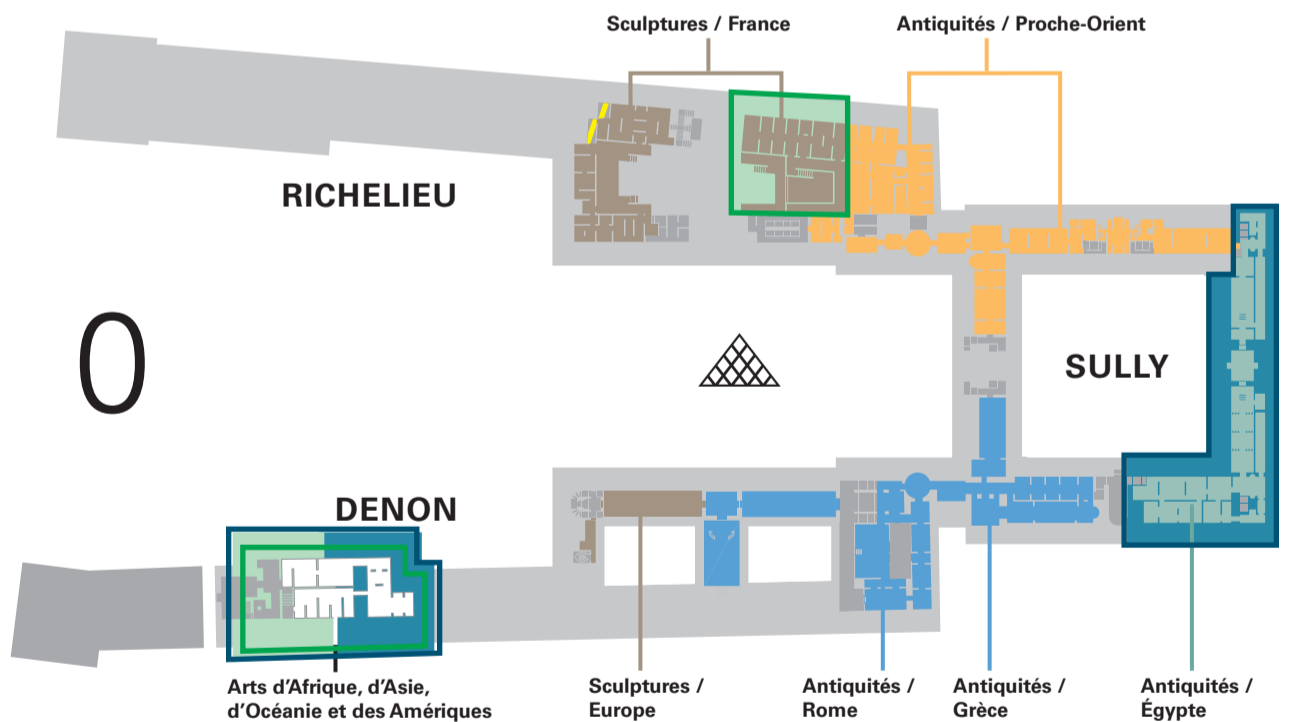 Sculptures / France
Antiquités / Proche-Orient
RICHELIEU
0
SULLY
DENON
Arts d’Afrique, d’Asie,
d’Océanie et des Amériques
Sculptures /
Europe
Antiquités /
Rome
Antiquités /
Grèce
Antiquités /
Égypte